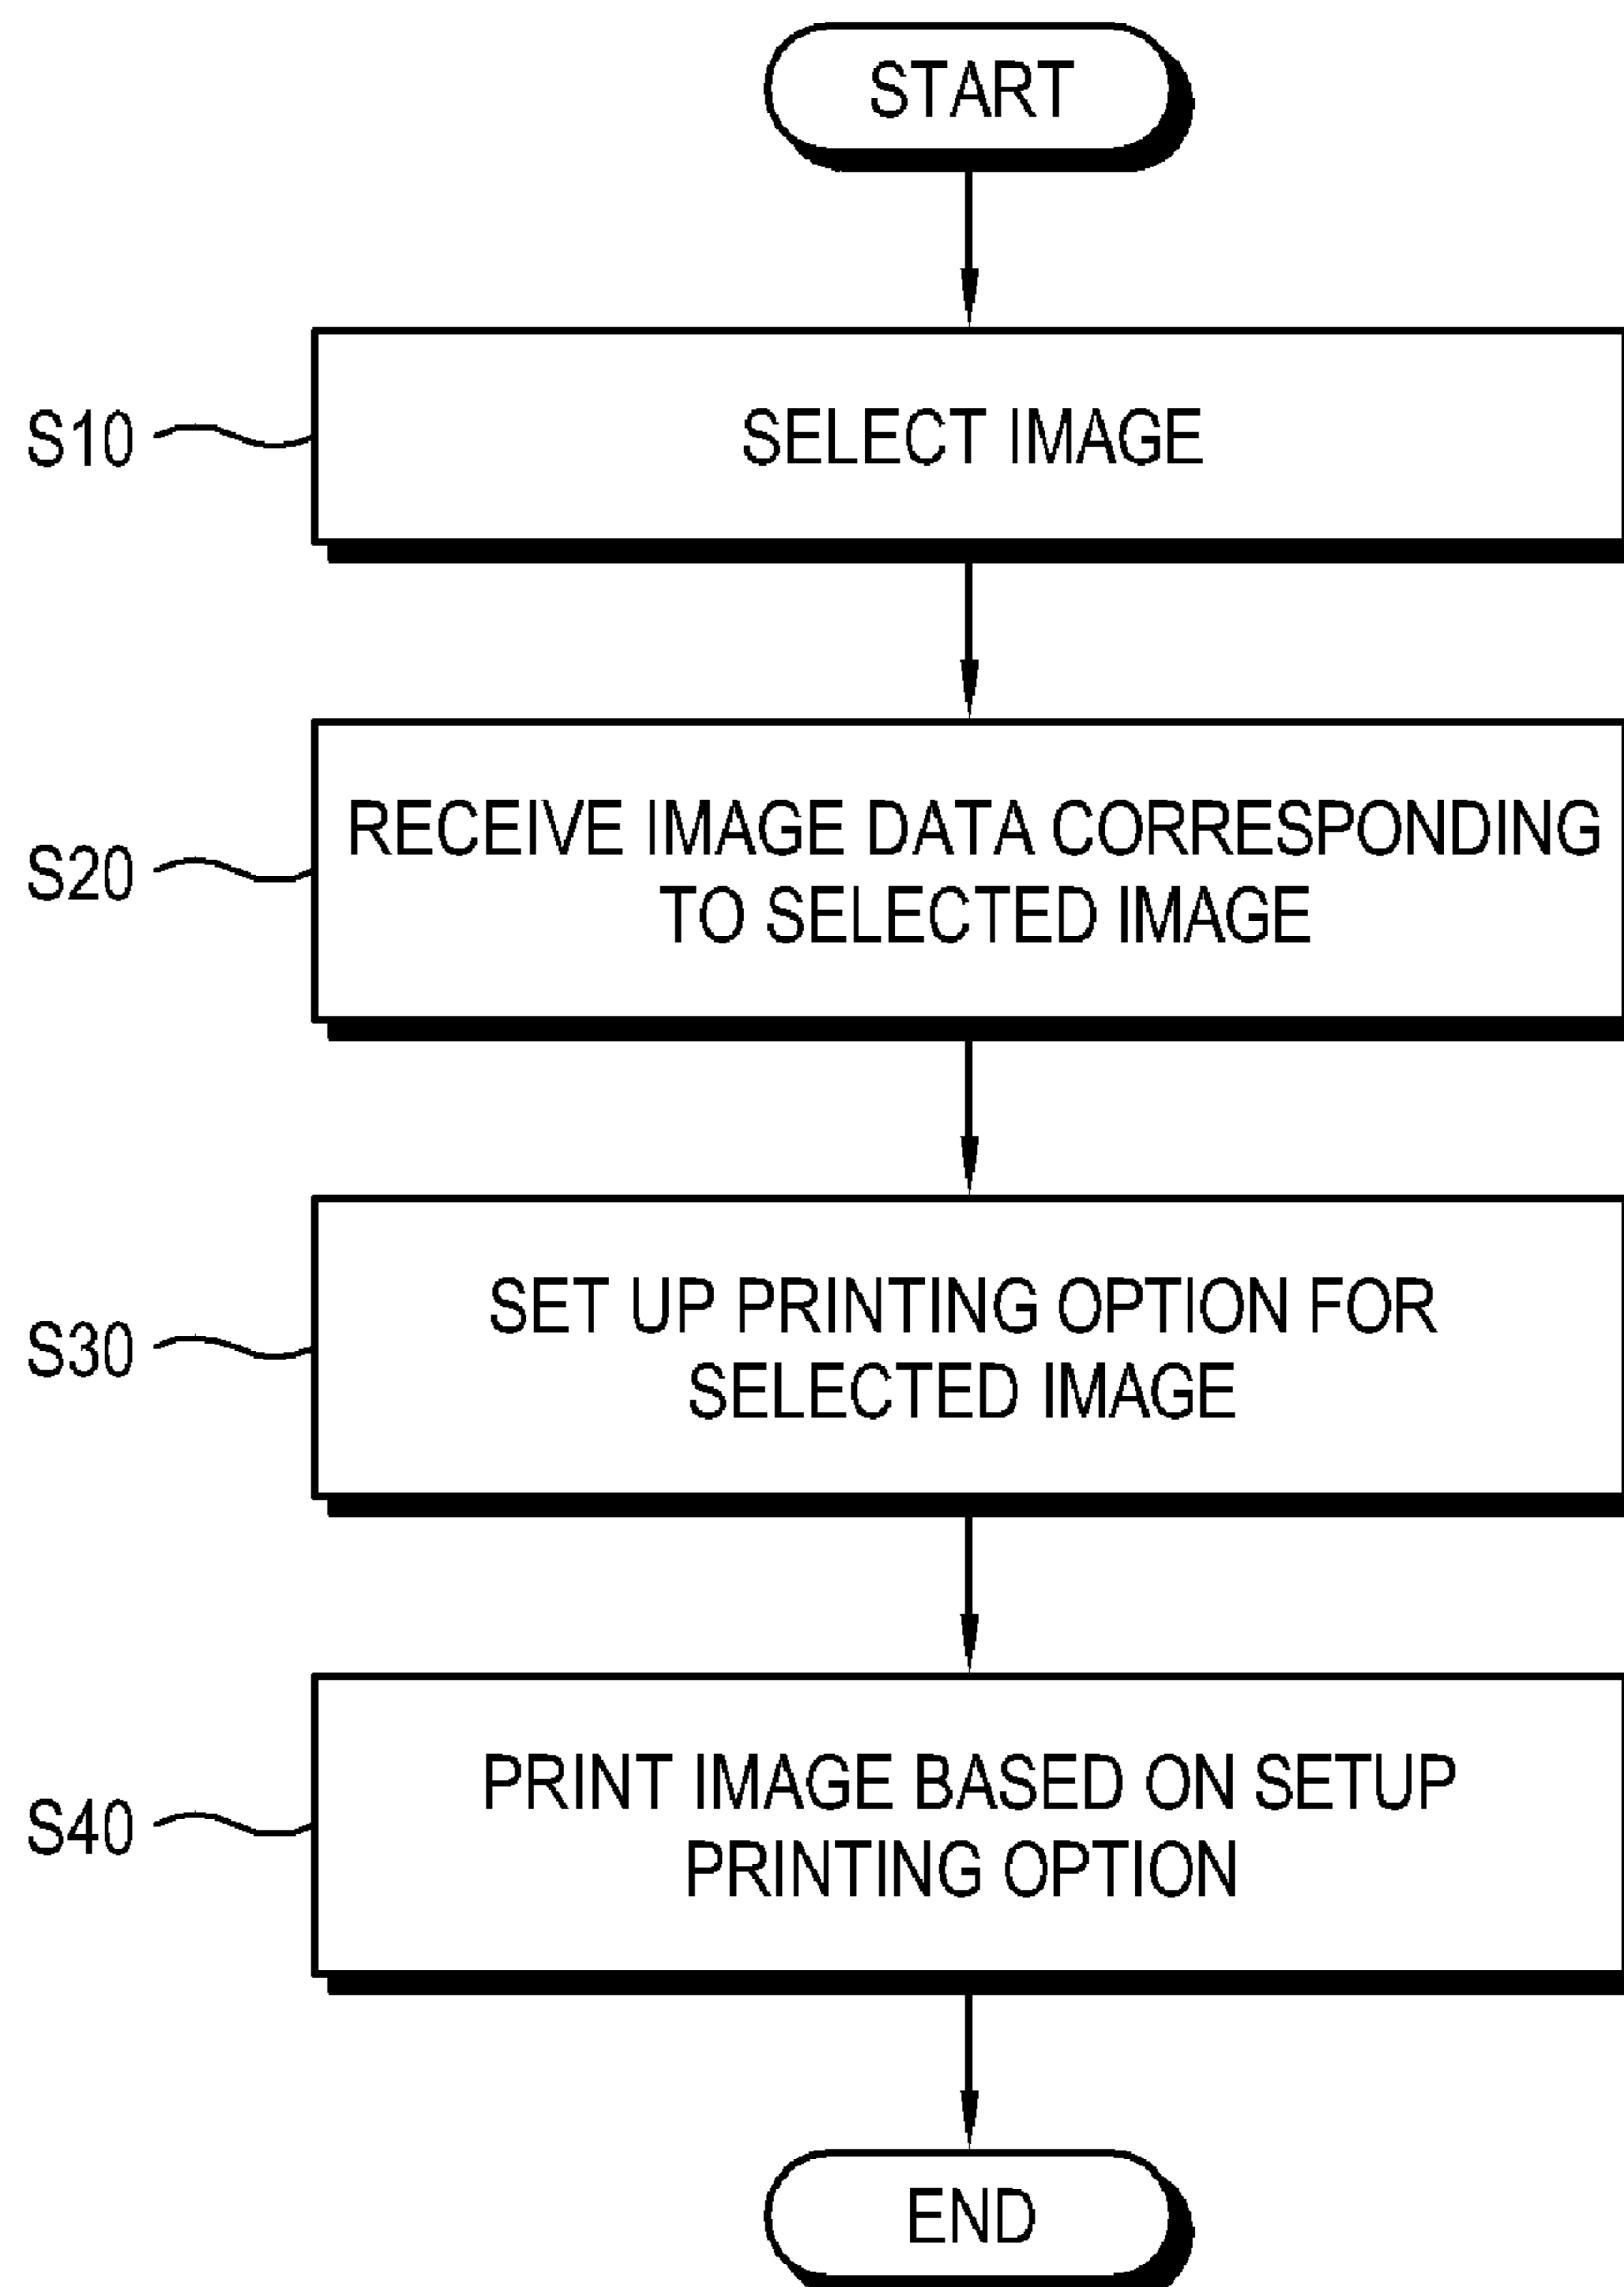 START
S10
SELECT IMAGE
S20
RECEIVE IMAGE DATA CORRESPONDING
TO SELECTED IMAGE
S30
SET UP PRINTING OPTION FOR
SELECTED IMAGE
S40
PRINT IMAGE BASED ON SETUP
PRINTING OPTION
END